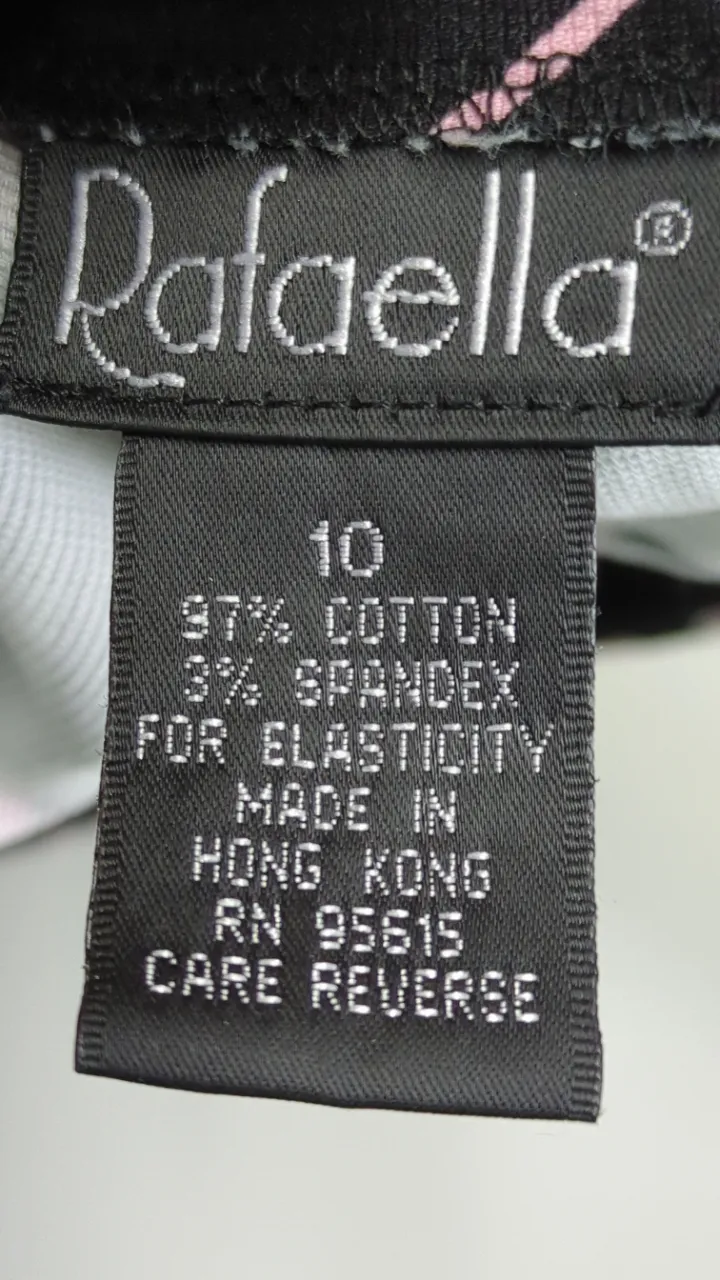 Rafaella®
10
97% COTTON
3% SPANDEX
FOR ELASTICITY
MADE IN
HONG KONG
RN 95615
CARE REVERSE